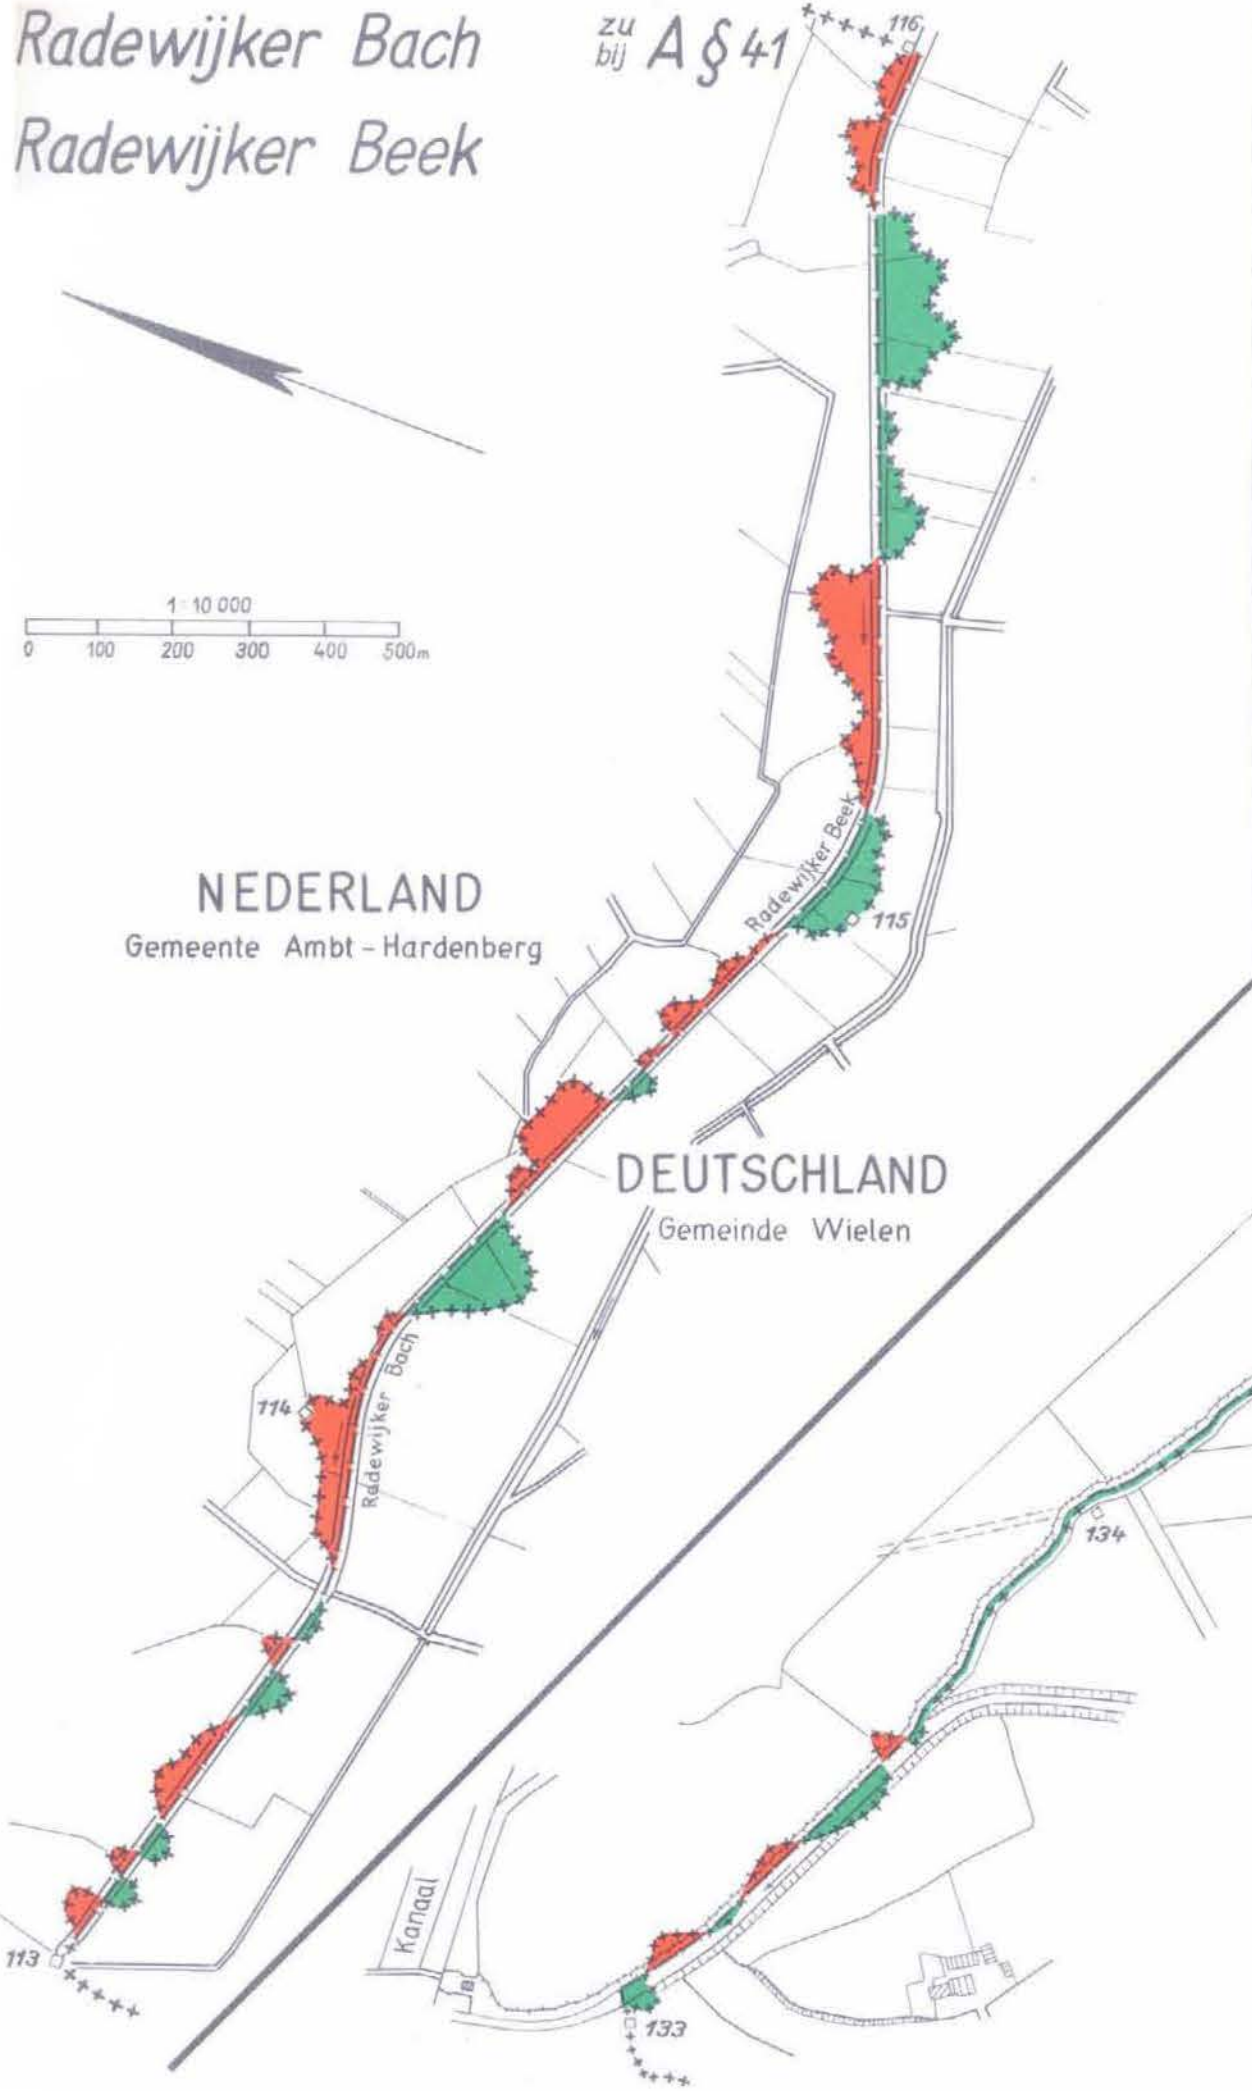 Radewijker Bach
Radewijker Beek
zu
bij A § 41
116
1:10 000
0 100 200 300 400 500m
NEDERLAND
Gemeente Ambt-Hardenberg
Radewijker Beek
115
DEUTSCHLAND
Gemeinde Wielen
Radewijker Bach
114
134
113
Kanaal
133